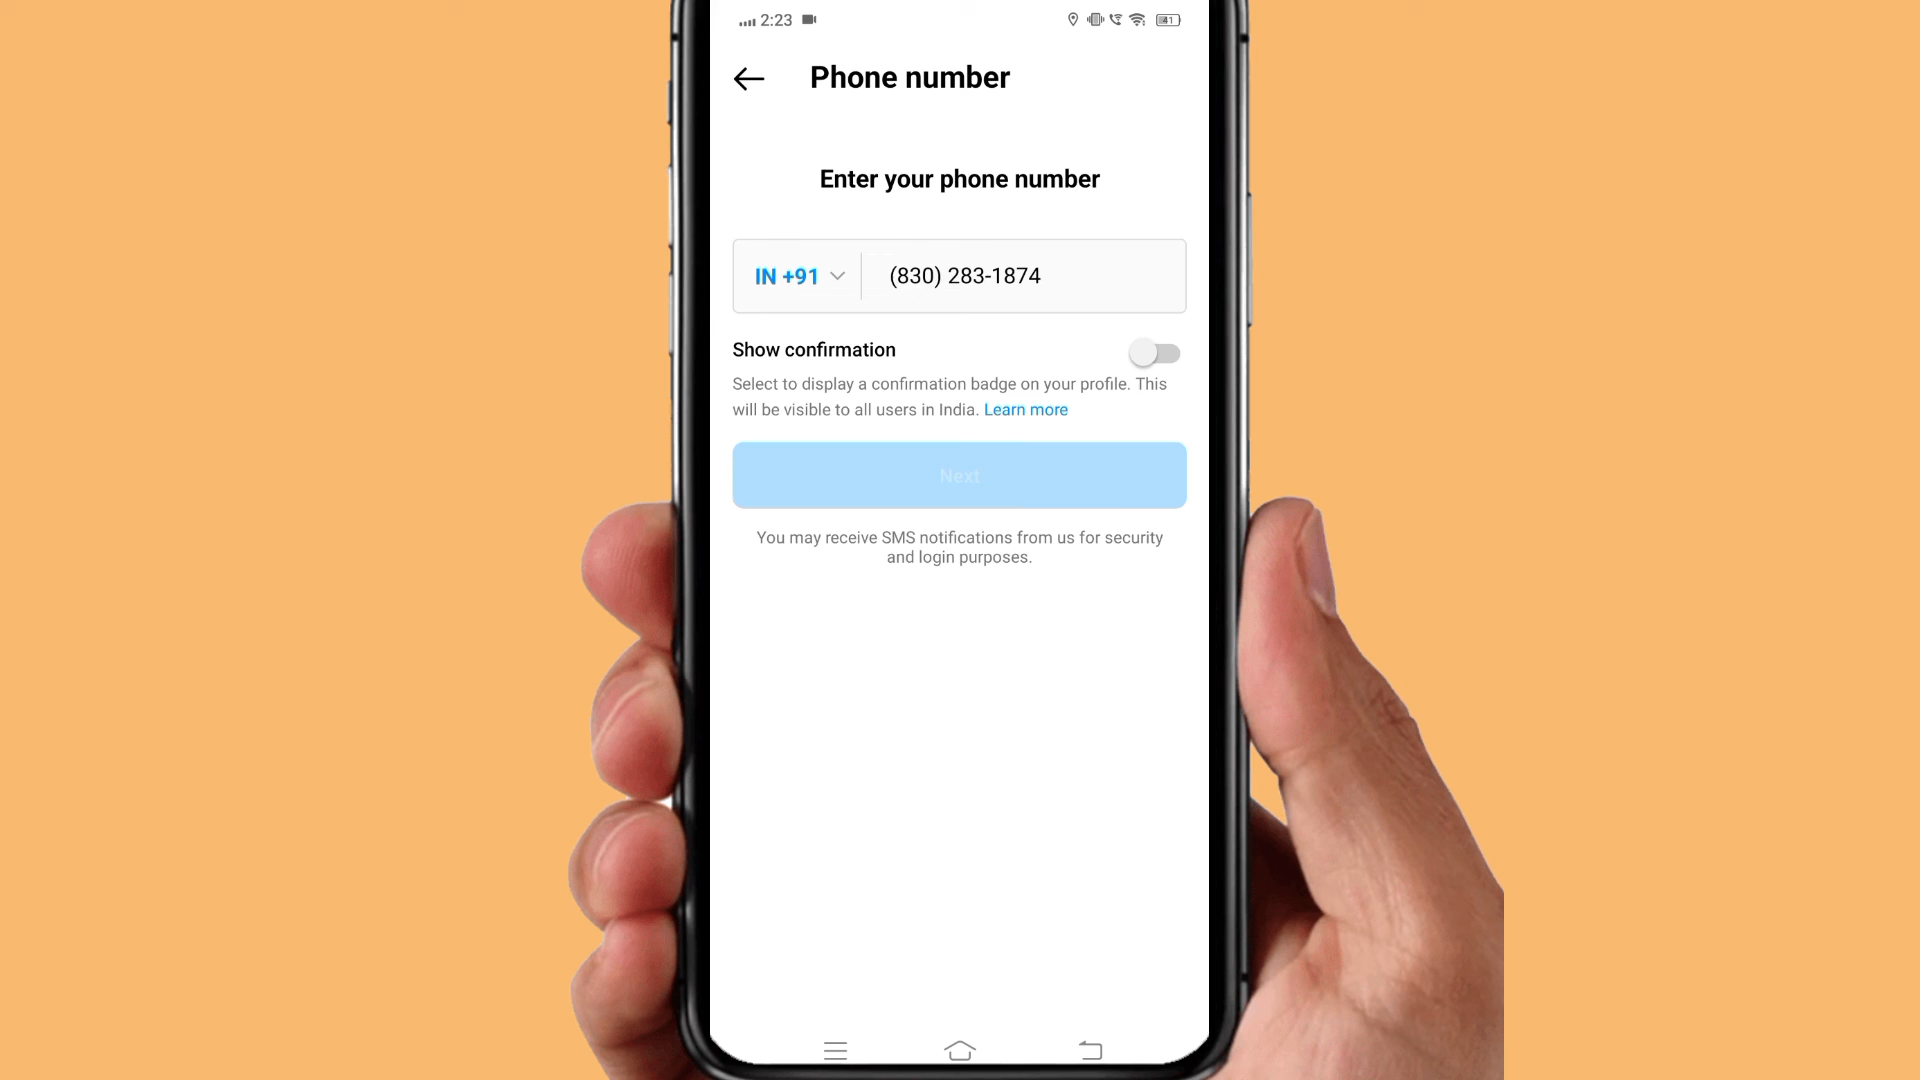 2:23
41
Phone number
Enter your phone number
IN +91
(830) 283-1874
Show confirmation
Select to display a confirmation badge on your profile. This
will be visible to all users in India. Learn more
Next
You may receive SMS notifications from us for security
and login purposes.